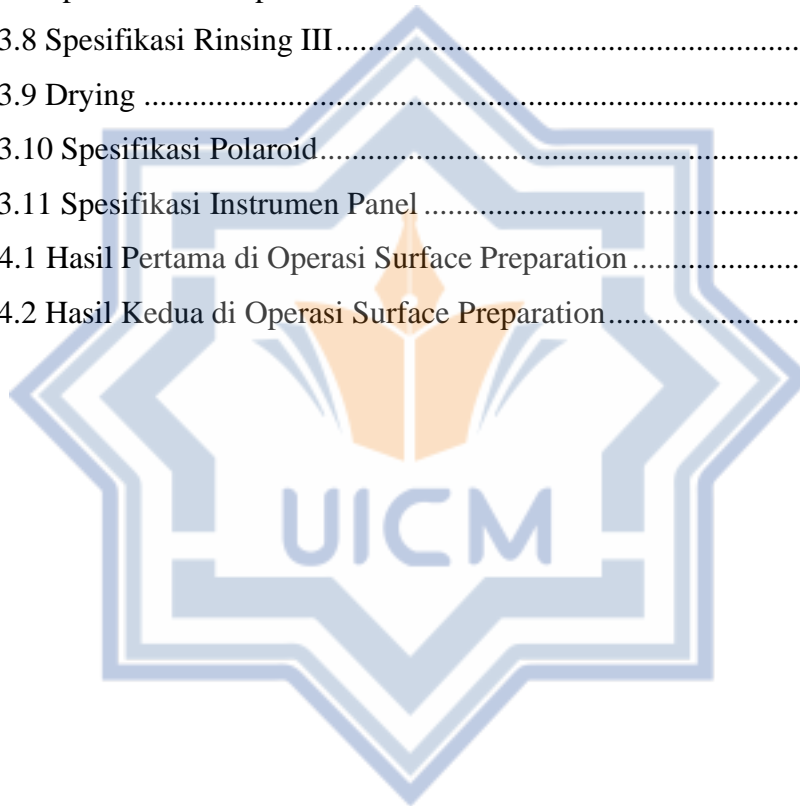 3.8 Spesifikasi Rinsing III....................................................................
3.9 Drying ............................................................................................
3.10 Spesifikasi Polaroid......................................................................
3.11 Spesifikasi Instrumen Panel .........................................................
4.1 Hasil Pertama di Operasi Surface Preparation ..............................
4.2 Hasil Kedua di Operasi Surface Preparation.................................
UICM